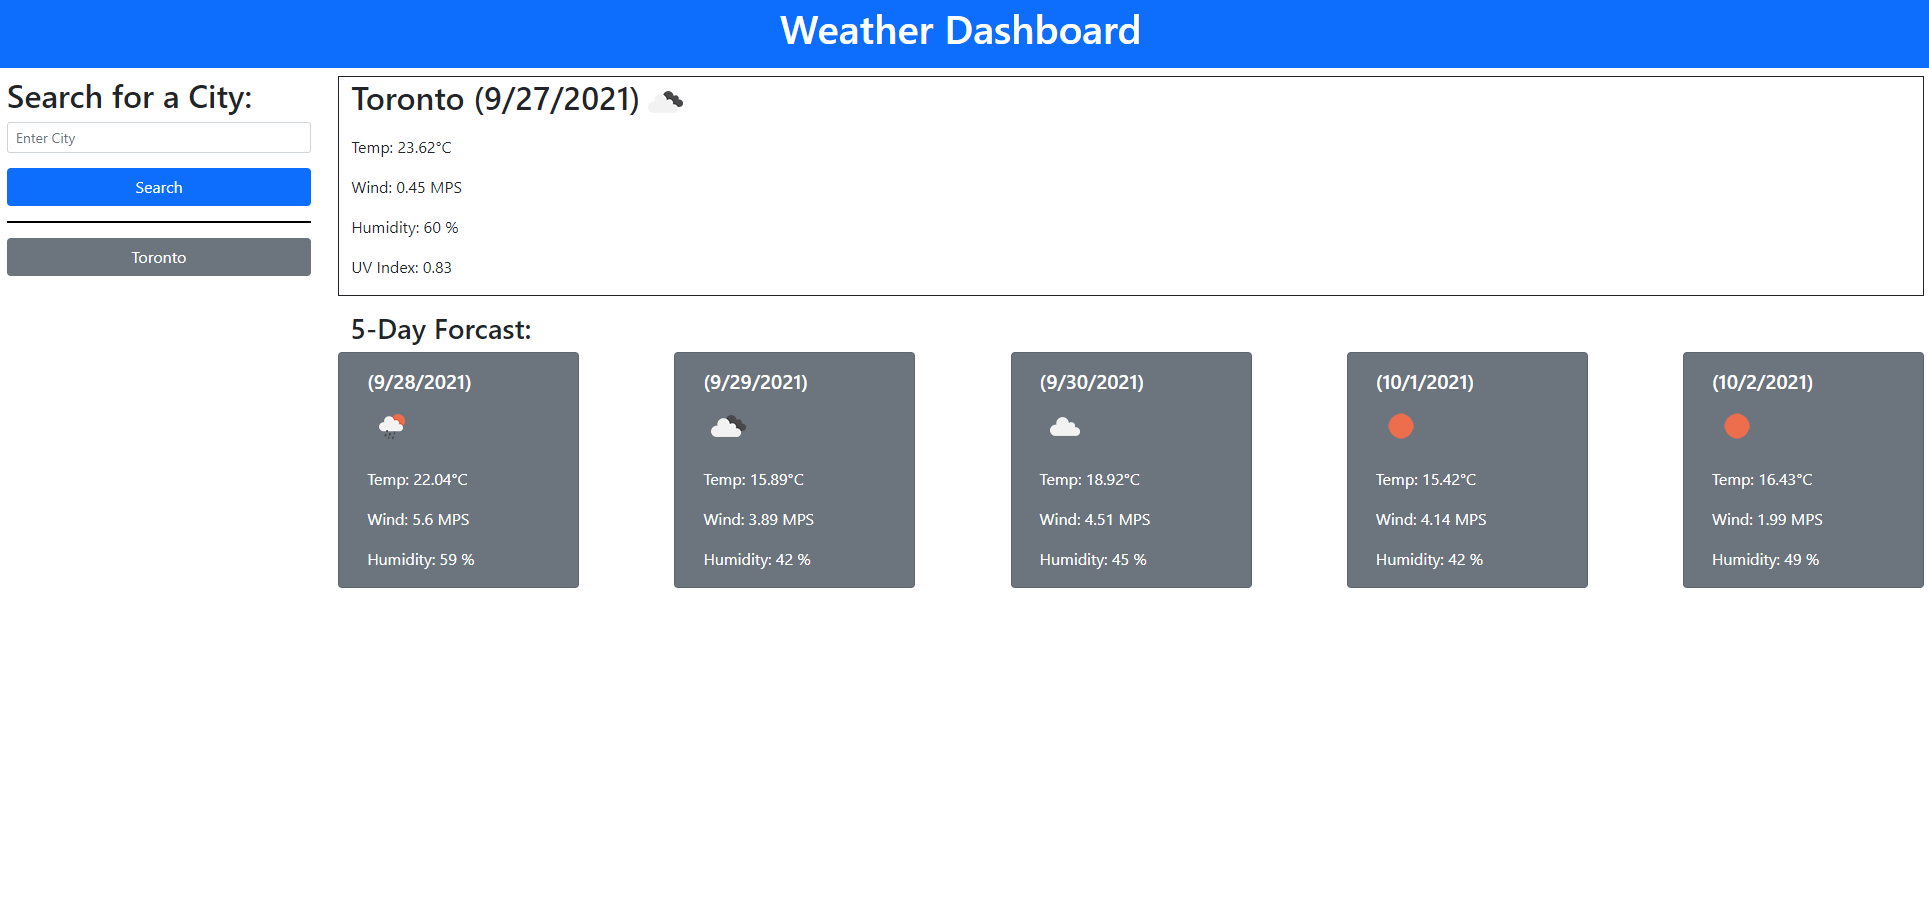 Weather Dashboard
Search for a City:
Enter City
Search
Toronto
Toronto (9/27/2021)
Temp: 23.62°C
Wind: 0.45 MPS
Humidity: 60 %
UV Index: 0.83
5-Day Forcast:
(9/28/2021)
Temp: 22.04°C
Wind: 5.6 MPS
Humidity: 59 %
(9/29/2021)
Temp: 15.89°C
Wind: 3.89 MPS
Humidity: 42 %
(9/30/2021)
Temp: 18.92°C
Wind: 4.51 MPS
Humidity: 45 %
(10/1/2021)
Temp: 15.42°C
Wind: 4.14 MPS
Humidity: 42 %
(10/2/2021)
Temp: 16.43°C
Wind: 1.99 MPS
Humidity: 49 %